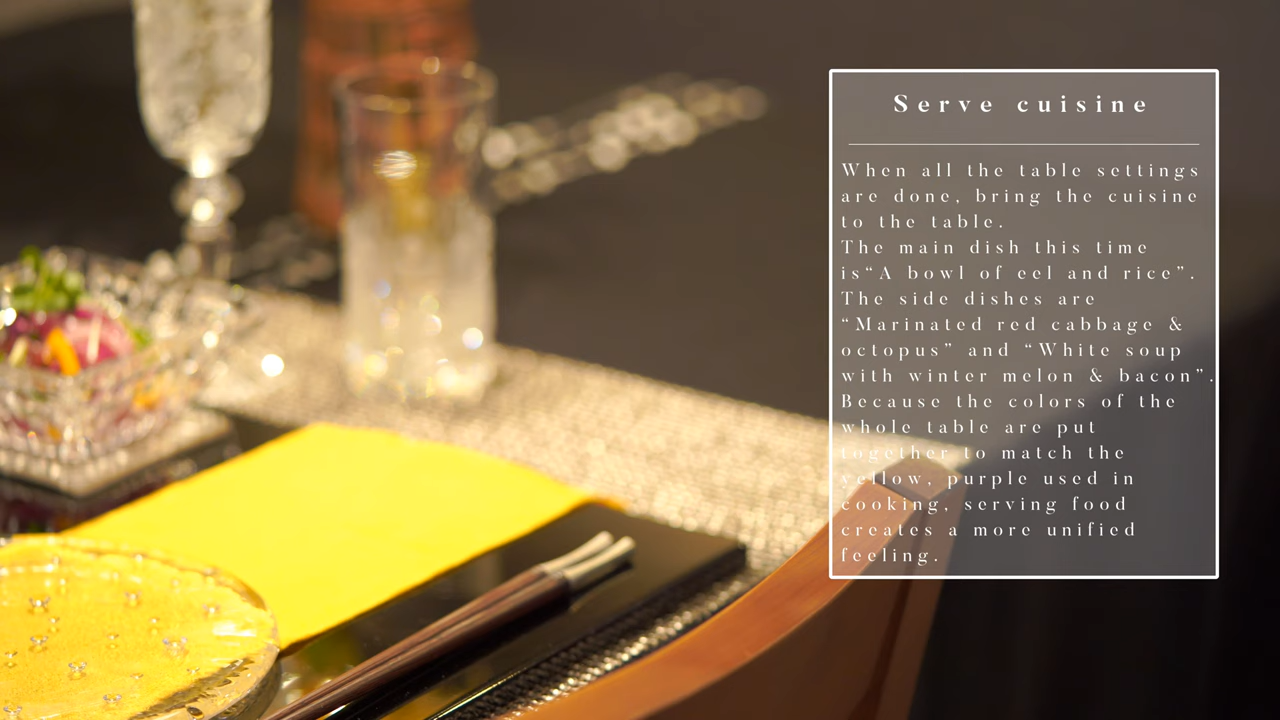 Serve cuisine
When all the table settings
are done, bring the cuisine
to the table.
The main dish this time
is“A bowl of eel and rice”.
The side dishes are
“Marinated red cabbage &
octopus” and “White soup
with winter melon & bacon”.
Because the colors of the
whole table are put
together to match the
yellow, purple used in
cooking, serving food
creates a more unified
feeling.